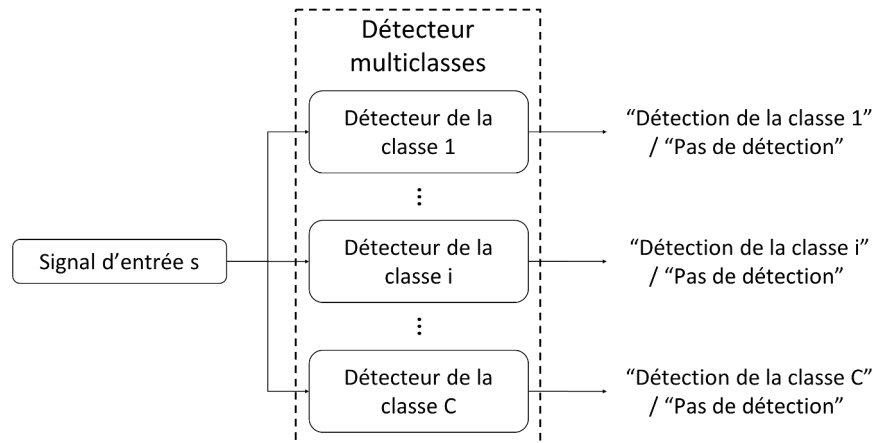 Détecteur
multiclasses
Détecteur de la
classe 1
“Détection de la classe 1”
/ “Pas de détection”
Signal d’entrée s
Détecteur de la
classe i
“Détection de la classe i”
/ “Pas de détection”
Détecteur de la
classe C
“Détection de la classe C”
/ “Pas de détection”